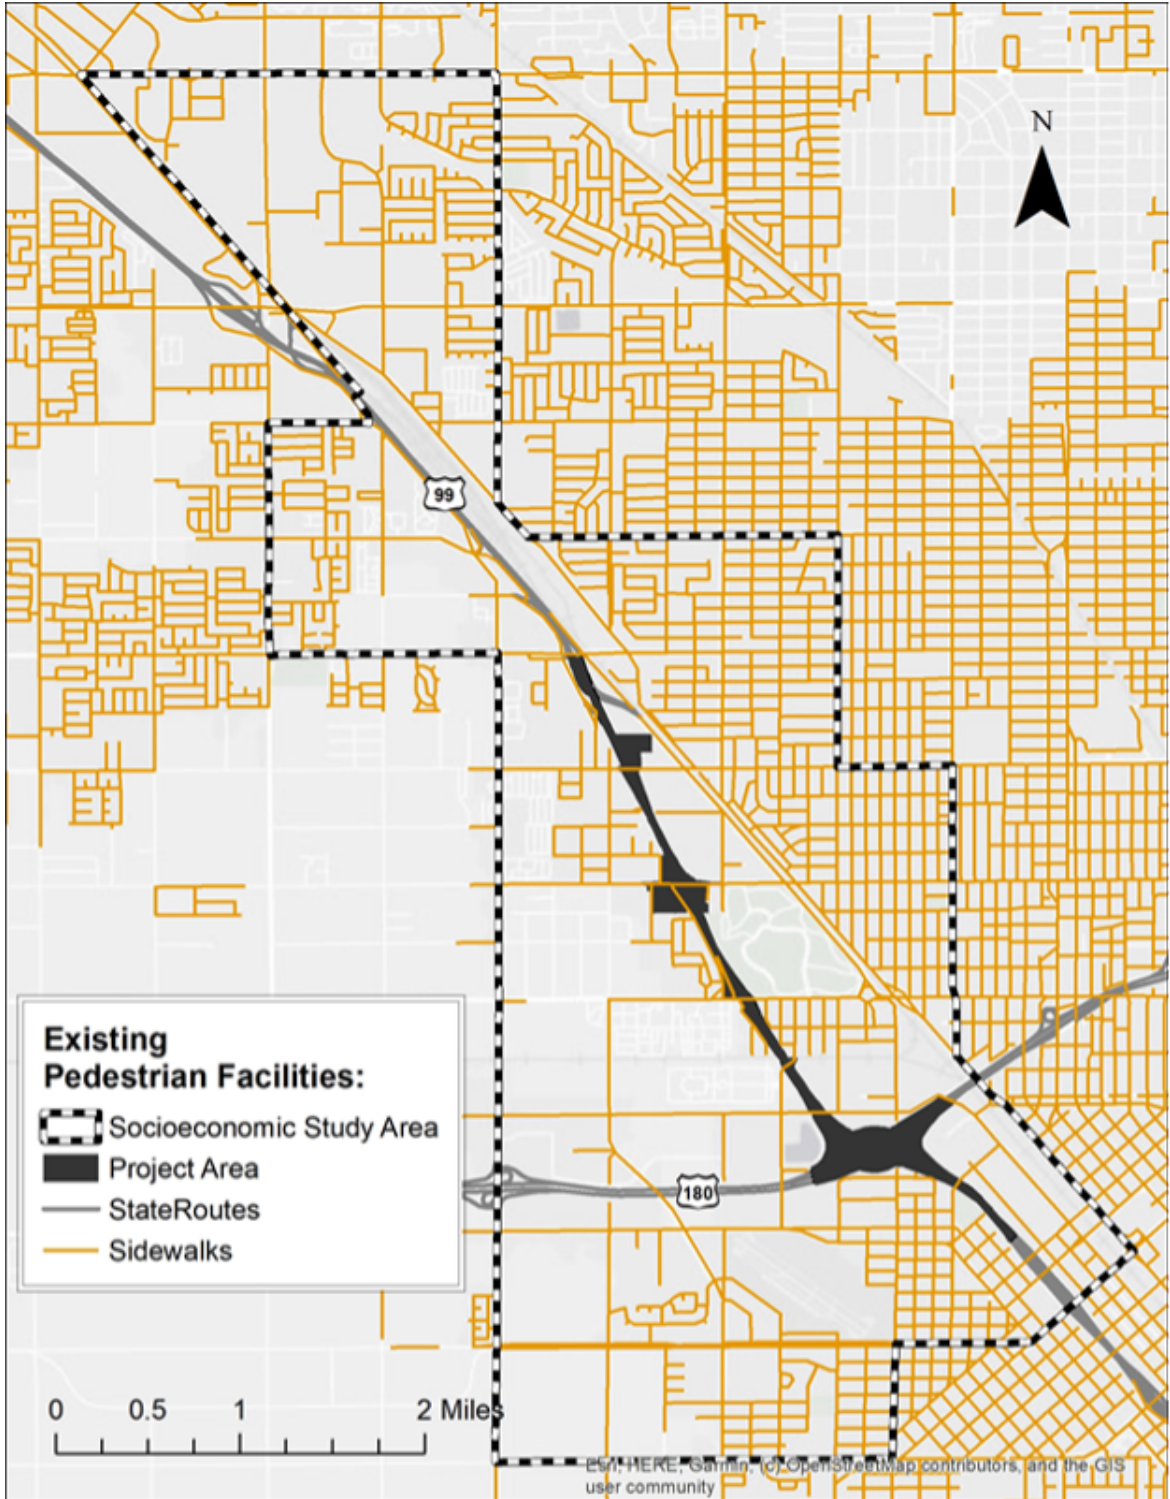 N
99
Existing
Pedestrian Facilities:
Socioeconomic Study Area
Project Area
StateRoutes
Sidewalks
180
0 0.5 1 2 Miles
Esri, HERE, Garmin, (c) OpenStreetMap contributors, and the GIS
user community